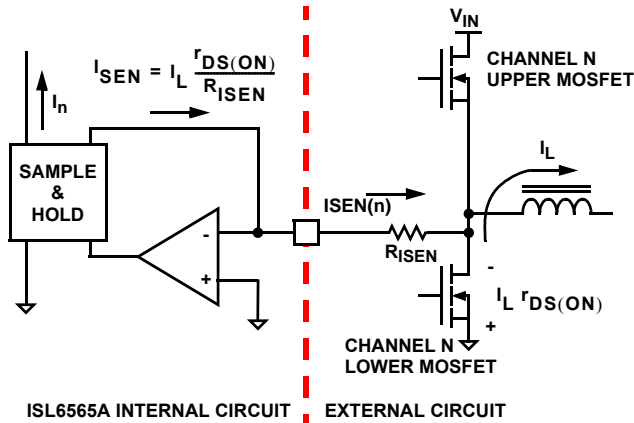 V_IN
CHANNEL N
UPPER MOSFET
I_SEN = I_L r_DS(ON) / R_ISEN
I_n
I_L
SAMPLE
&
HOLD
ISEN(n)
-
+
R_ISEN
-
I_L r_DS(ON)
+
CHANNEL N
LOWER MOSFET
ISL6565A INTERNAL CIRCUIT
EXTERNAL CIRCUIT